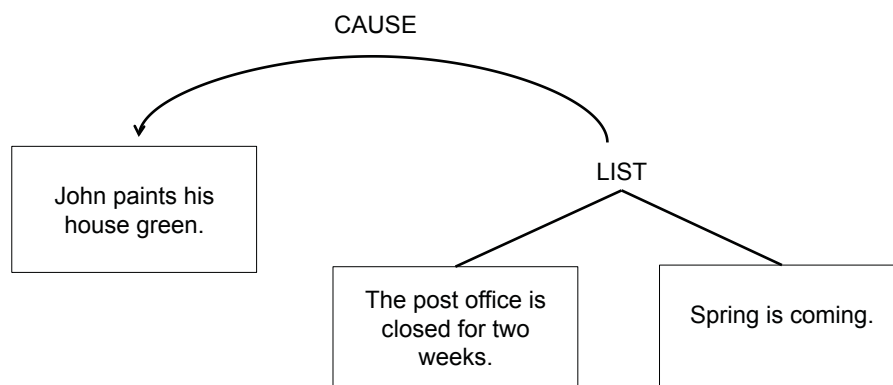 CAUSE
John paints his
house green.
LIST
The post office is
closed for two
weeks.
Spring is coming.